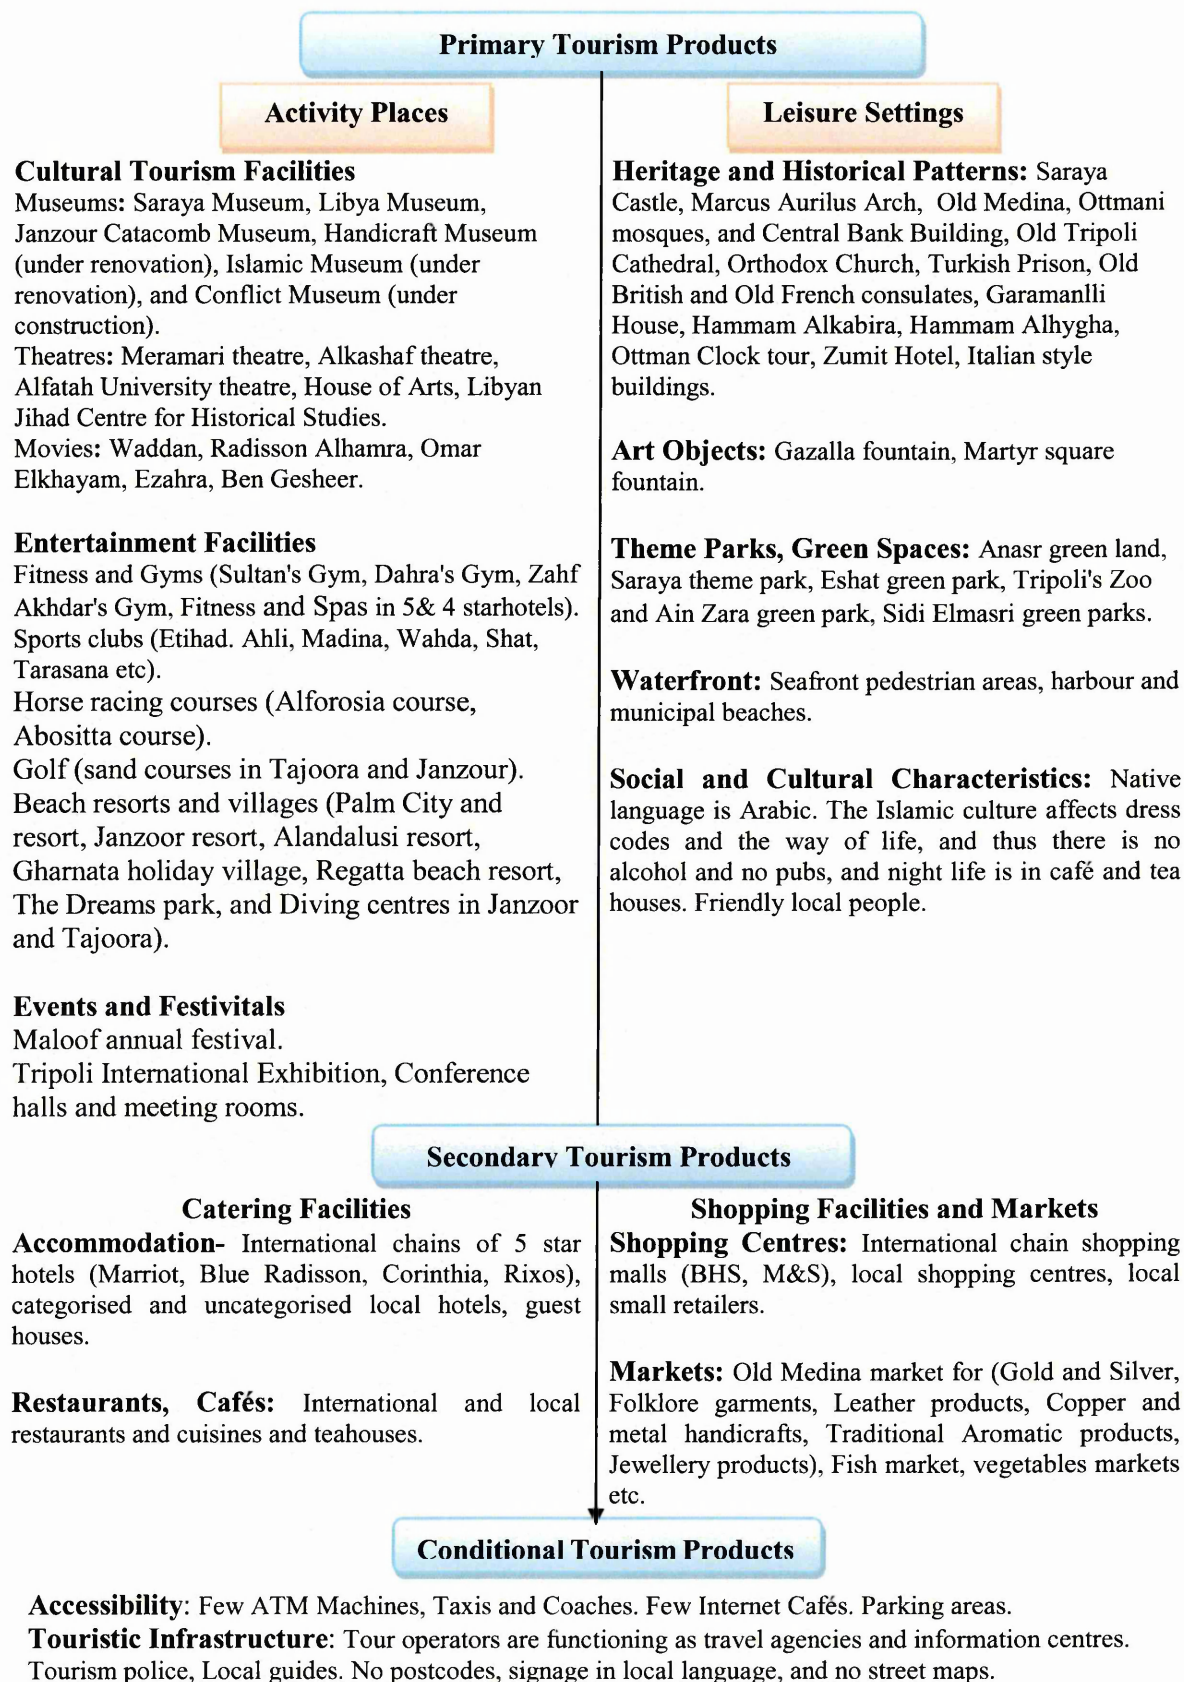 Primary Tourism Products
Activity Places
Cultural Tourism Facilities
Museums: Saraya Museum, Libya Museum,
Janzour Catacomb Museum, Handicraft Museum
(under renovation), Islamic Museum (under
renovation), and Conflict Museum (under
construction).
Theatres: Meramari theatre, Alkashaf theatre,
Alfatah University theatre, House of Arts, Libyan
Jihad Centre for Historical Studies.
Movies: Waddan, Radisson Alhamra, Omar
Elkhayam, Ezahra, Ben Gesheer.
Entertainment Facilities
Fitness and Gyms (Sultan's Gym, Dahra's Gym, Zahf
Akhdar's Gym, Fitness and Spas in 5& 4 starhotels).
Sports clubs (Etihad. Ahli, Madina, Wahda, Shat,
Tarasana etc).
Horse racing courses (Alforosia course,
Abositta course).
Golf (sand courses in Tajoora and Janzour).
Beach resorts and villages (Palm City and
resort, Janzoor resort, Alandalusi resort,
Gharnata holiday village, Regatta beach resort,
The Dreams park, and Diving centres in Janzoor
and Tajoora).
Events and Festivitals
Maloof annual festival.
Tripoli International Exhibition, Conference
halls and meeting rooms.
Leisure Settings
Heritage and Historical Patterns: Saraya
Castle, Marcus Aurilus Arch, Old Medina, Ottmani
mosques, and Central Bank Building, Old Tripoli
Cathedral, Orthodox Church, Turkish Prison, Old
British and Old French consulates, Garamanlli
House, Hammam Alkabira, Hammam Alhygha,
Ottman Clock tour, Zumit Hotel, Italian style
buildings.
Art Objects: Gazalla fountain, Martyr square
fountain.
Theme Parks, Green Spaces: Anasr green land,
Saraya theme park, Eshat green park, Tripoli's Zoo
and Ain Zara green park, Sidi Elmasri green parks.
Waterfront: Seafront pedestrian areas, harbour and
municipal beaches.
Social and Cultural Characteristics: Native
language is Arabic. The Islamic culture affects dress
codes and the way of life, and thus there is no
alcohol and no pubs, and night life is in café and tea
houses. Friendly local people.
Secondary Tourism Products
Catering Facilities
Accommodation- International chains of 5 star
hotels (Marriot, Blue Radisson, Corinthia, Rixos),
categorised and uncategorised local hotels, guest
houses.
Restaurants, Cafés: International and local
restaurants and cuisines and teahouses.
Shopping Facilities and Markets
Shopping Centres: International chain shopping
malls (BHS, M&S), local shopping centres, local
small retailers.
Markets: Old Medina market for (Gold and Silver,
Folklore garments, Leather products, Copper and
metal handicrafts, Traditional Aromatic products,
Jewellery products), Fish market, vegetables markets
etc.
Conditional Tourism Products
Accessibility: Few ATM Machines, Taxis and Coaches. Few Internet Cafés. Parking areas.
Touristic Infrastructure: Tour operators are functioning as travel agencies and information centres.
Tourism police, Local guides. No postcodes, signage in local language, and no street maps.